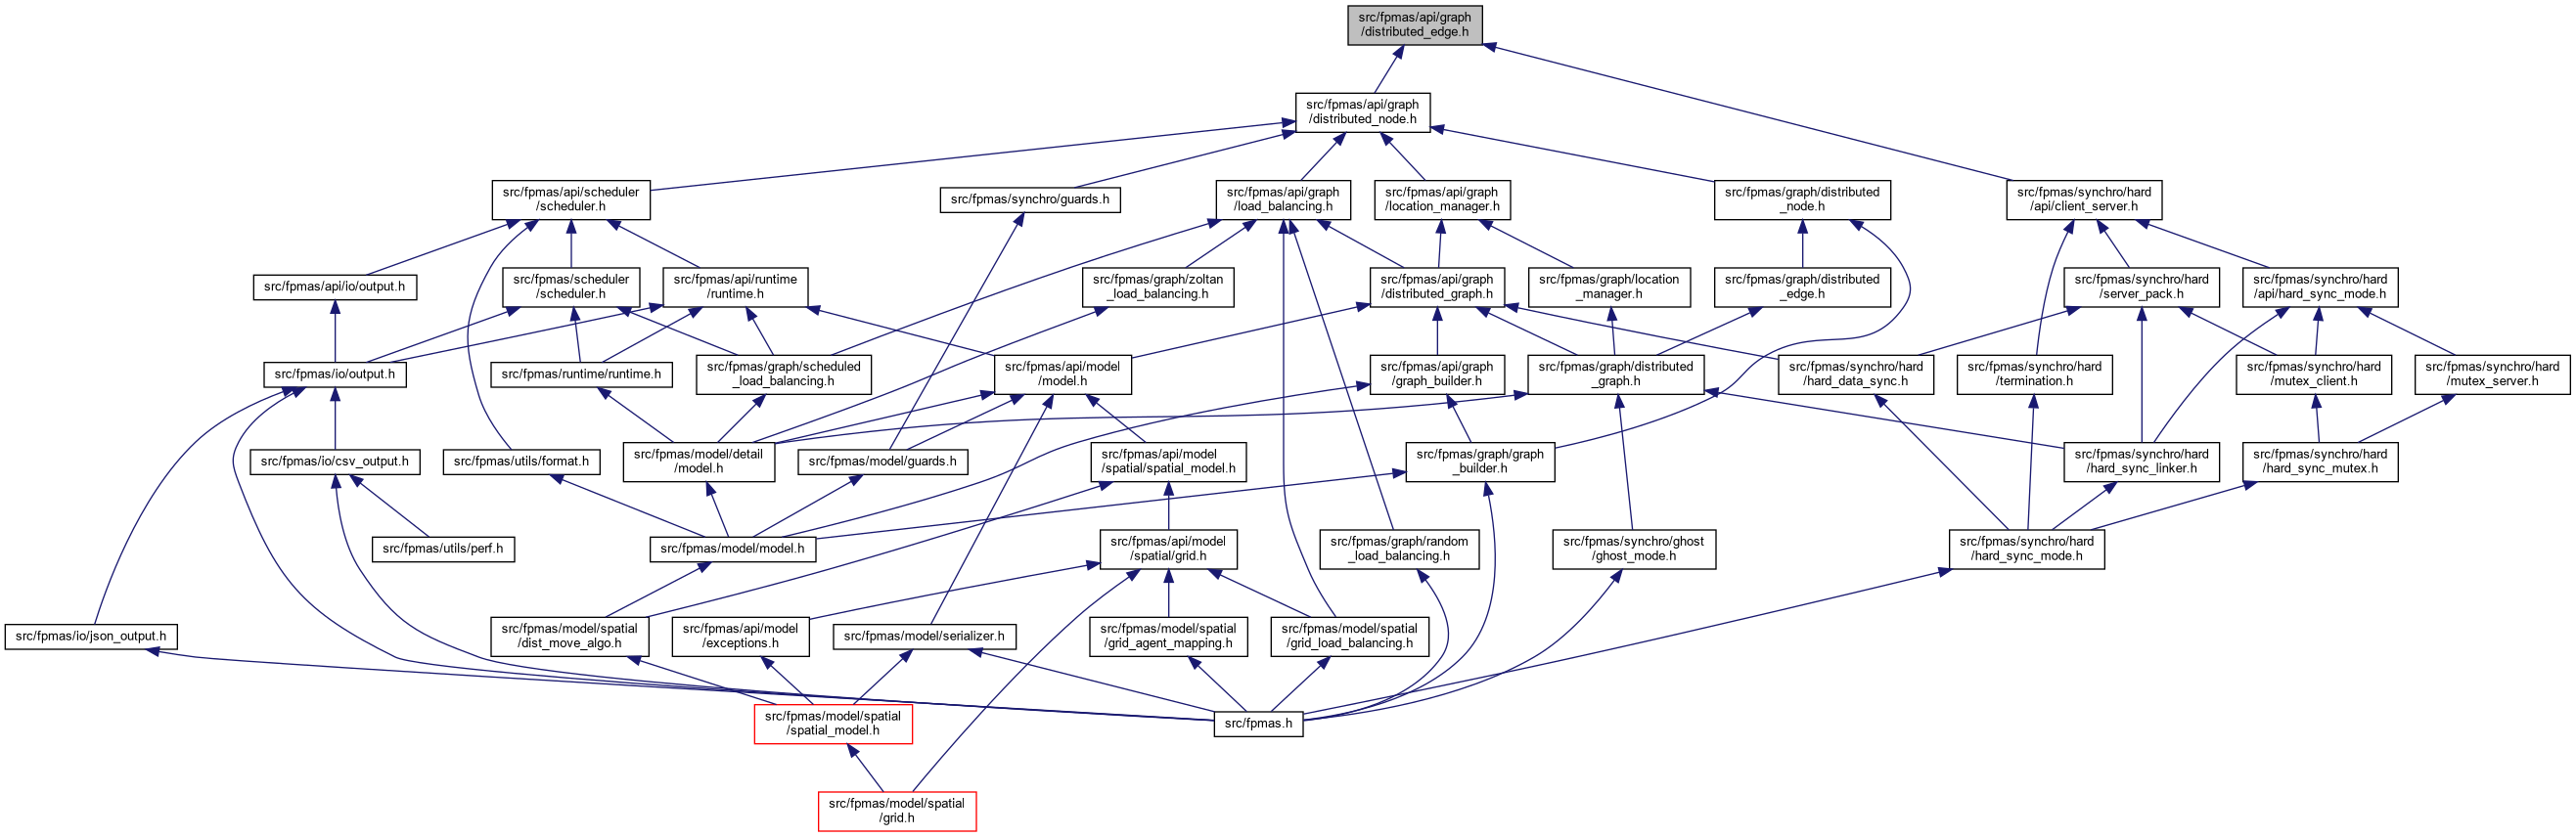 src/fpmas/api/graph
/distributed_edge.h
src/fpmas/api/graph
/distributed_node.h
src/fpmas/api/scheduler
/scheduler.h
src/fpmas/synchro/guards.h
src/fpmas/api/graph
/load_balancing.h
src/fpmas/api/graph
/location_manager.h
src/fpmas/graph/distributed
_node.h
src/fpmas/synchro/hard
/api/client_server.h
src/fpmas/api/io/output.h
src/fpmas/scheduler
/scheduler.h
src/fpmas/api/runtime
/runtime.h
src/fpmas/graph/zoltan
_load_balancing.h
src/fpmas/api/graph
/distributed_graph.h
src/fpmas/graph/location
_manager.h
src/fpmas/graph/distributed
_edge.h
src/fpmas/synchro/hard
/server_pack.h
src/fpmas/synchro/hard
/api/hard_sync_mode.h
src/fpmas/io/output.h
src/fpmas/runtime/runtime.h
src/fpmas/graph/scheduled
_load_balancing.h
src/fpmas/api/model
/model.h
src/fpmas/api/graph
/graph_builder.h
src/fpmas/graph/distributed
_graph.h
src/fpmas/synchro/hard
/hard_data_sync.h
src/fpmas/synchro/hard
/termination.h
src/fpmas/synchro/hard
/mutex_client.h
src/fpmas/synchro/hard
/mutex_server.h
src/fpmas/io/csv_output.h
src/fpmas/utils/format.h
src/fpmas/model/detail
/model.h
src/fpmas/model/guards.h
src/fpmas/api/model
/spatial/spatial_model.h
src/fpmas/graph/graph
_builder.h
src/fpmas/synchro/hard
/hard_sync_linker.h
src/fpmas/synchro/hard
/hard_sync_mutex.h
src/fpmas/utils/perf.h
src/fpmas/model/model.h
src/fpmas/api/model
/spatial/grid.h
src/fpmas/graph/random
_load_balancing.h
src/fpmas/synchro/ghost
/ghost_mode.h
src/fpmas/synchro/hard
/hard_sync_mode.h
src/fpmas/io/json_output.h
src/fpmas/model/spatial
/dist_move_algo.h
src/fpmas/api/model
/exceptions.h
src/fpmas/model/serializer.h
src/fpmas/model/spatial
/grid_agent_mapping.h
src/fpmas/model/spatial
/grid_load_balancing.h
src/fpmas/model/spatial
/spatial_model.h
src/fpmas.h
src/fpmas/model/spatial
/grid.h